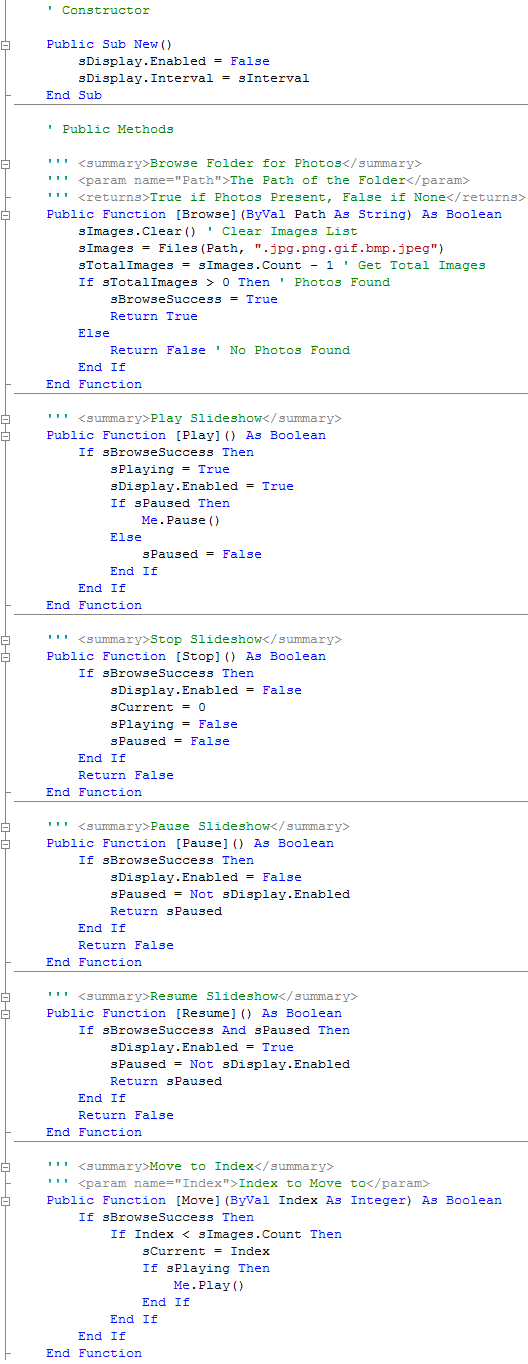 ' Constructor
Public Sub New()
sDisplay.Enabled = False
sDisplay.Interval = sInterval
End Sub
' Public Methods
''' <summary>Browse Folder for Photos</summary>
''' <param name="Path">The Path of the Folder</param>
''' <returns>True if Photos Present, False if None</returns>
Public Function [Browse](ByVal Path As String) As Boolean
sImages.Clear() ' Clear Images List
sImages = Files(Path, ".jpg.png.gif.bmp.jpeg")
sTotalImages = sImages.Count - 1 ' Get Total Images
If sTotalImages > 0 Then ' Photos Found
sBrowseSuccess = True
Return True
Else
Return False ' No Photos Found
End If
End Function
''' <summary>Play Slideshow</summary>
Public Function [Play]() As Boolean
If sBrowseSuccess Then
sPlaying = True
sDisplay.Enabled = True
If sPaused Then
Me.Pause()
Else
sPaused = False
End If
End If
End Function
''' <summary>Stop Slideshow</summary>
Public Function [Stop]() As Boolean
If sBrowseSuccess Then
sDisplay.Enabled = False
sCurrent = 0
sPlaying = False
sPaused = False
End If
Return False
End Function
''' <summary>Pause Slideshow</summary>
Public Function [Pause]() As Boolean
If sBrowseSuccess Then
sDisplay.Enabled = False
sPaused = Not sDisplay.Enabled
Return sPaused
End If
Return False
End Function
''' <summary>Resume Slideshow</summary>
Public Function [Resume]() As Boolean
If sBrowseSuccess And sPaused Then
sDisplay.Enabled = True
sPaused = Not sDisplay.Enabled
Return sPaused
End If
Return False
End Function
''' <summary>Move to Index</summary>
''' <param name="Index">Index to Move to</param>
Public Function [Move](ByVal Index As Integer) As Boolean
If sBrowseSuccess Then
If Index < sImages.Count Then
sCurrent = Index
If sPlaying Then
Me.Play()
End If
End If
End If
End Function